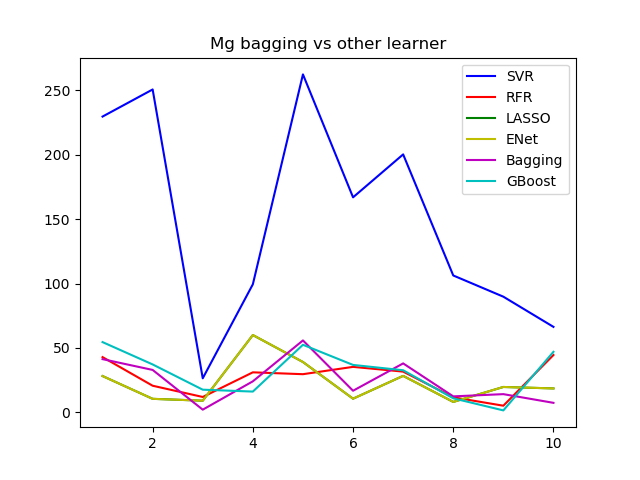 Mg bagging vs other learner
SVR
RFR
LASSO
ENet
Bagging
GBoost
250
200
150
100
50
0
2 4 6 8 10